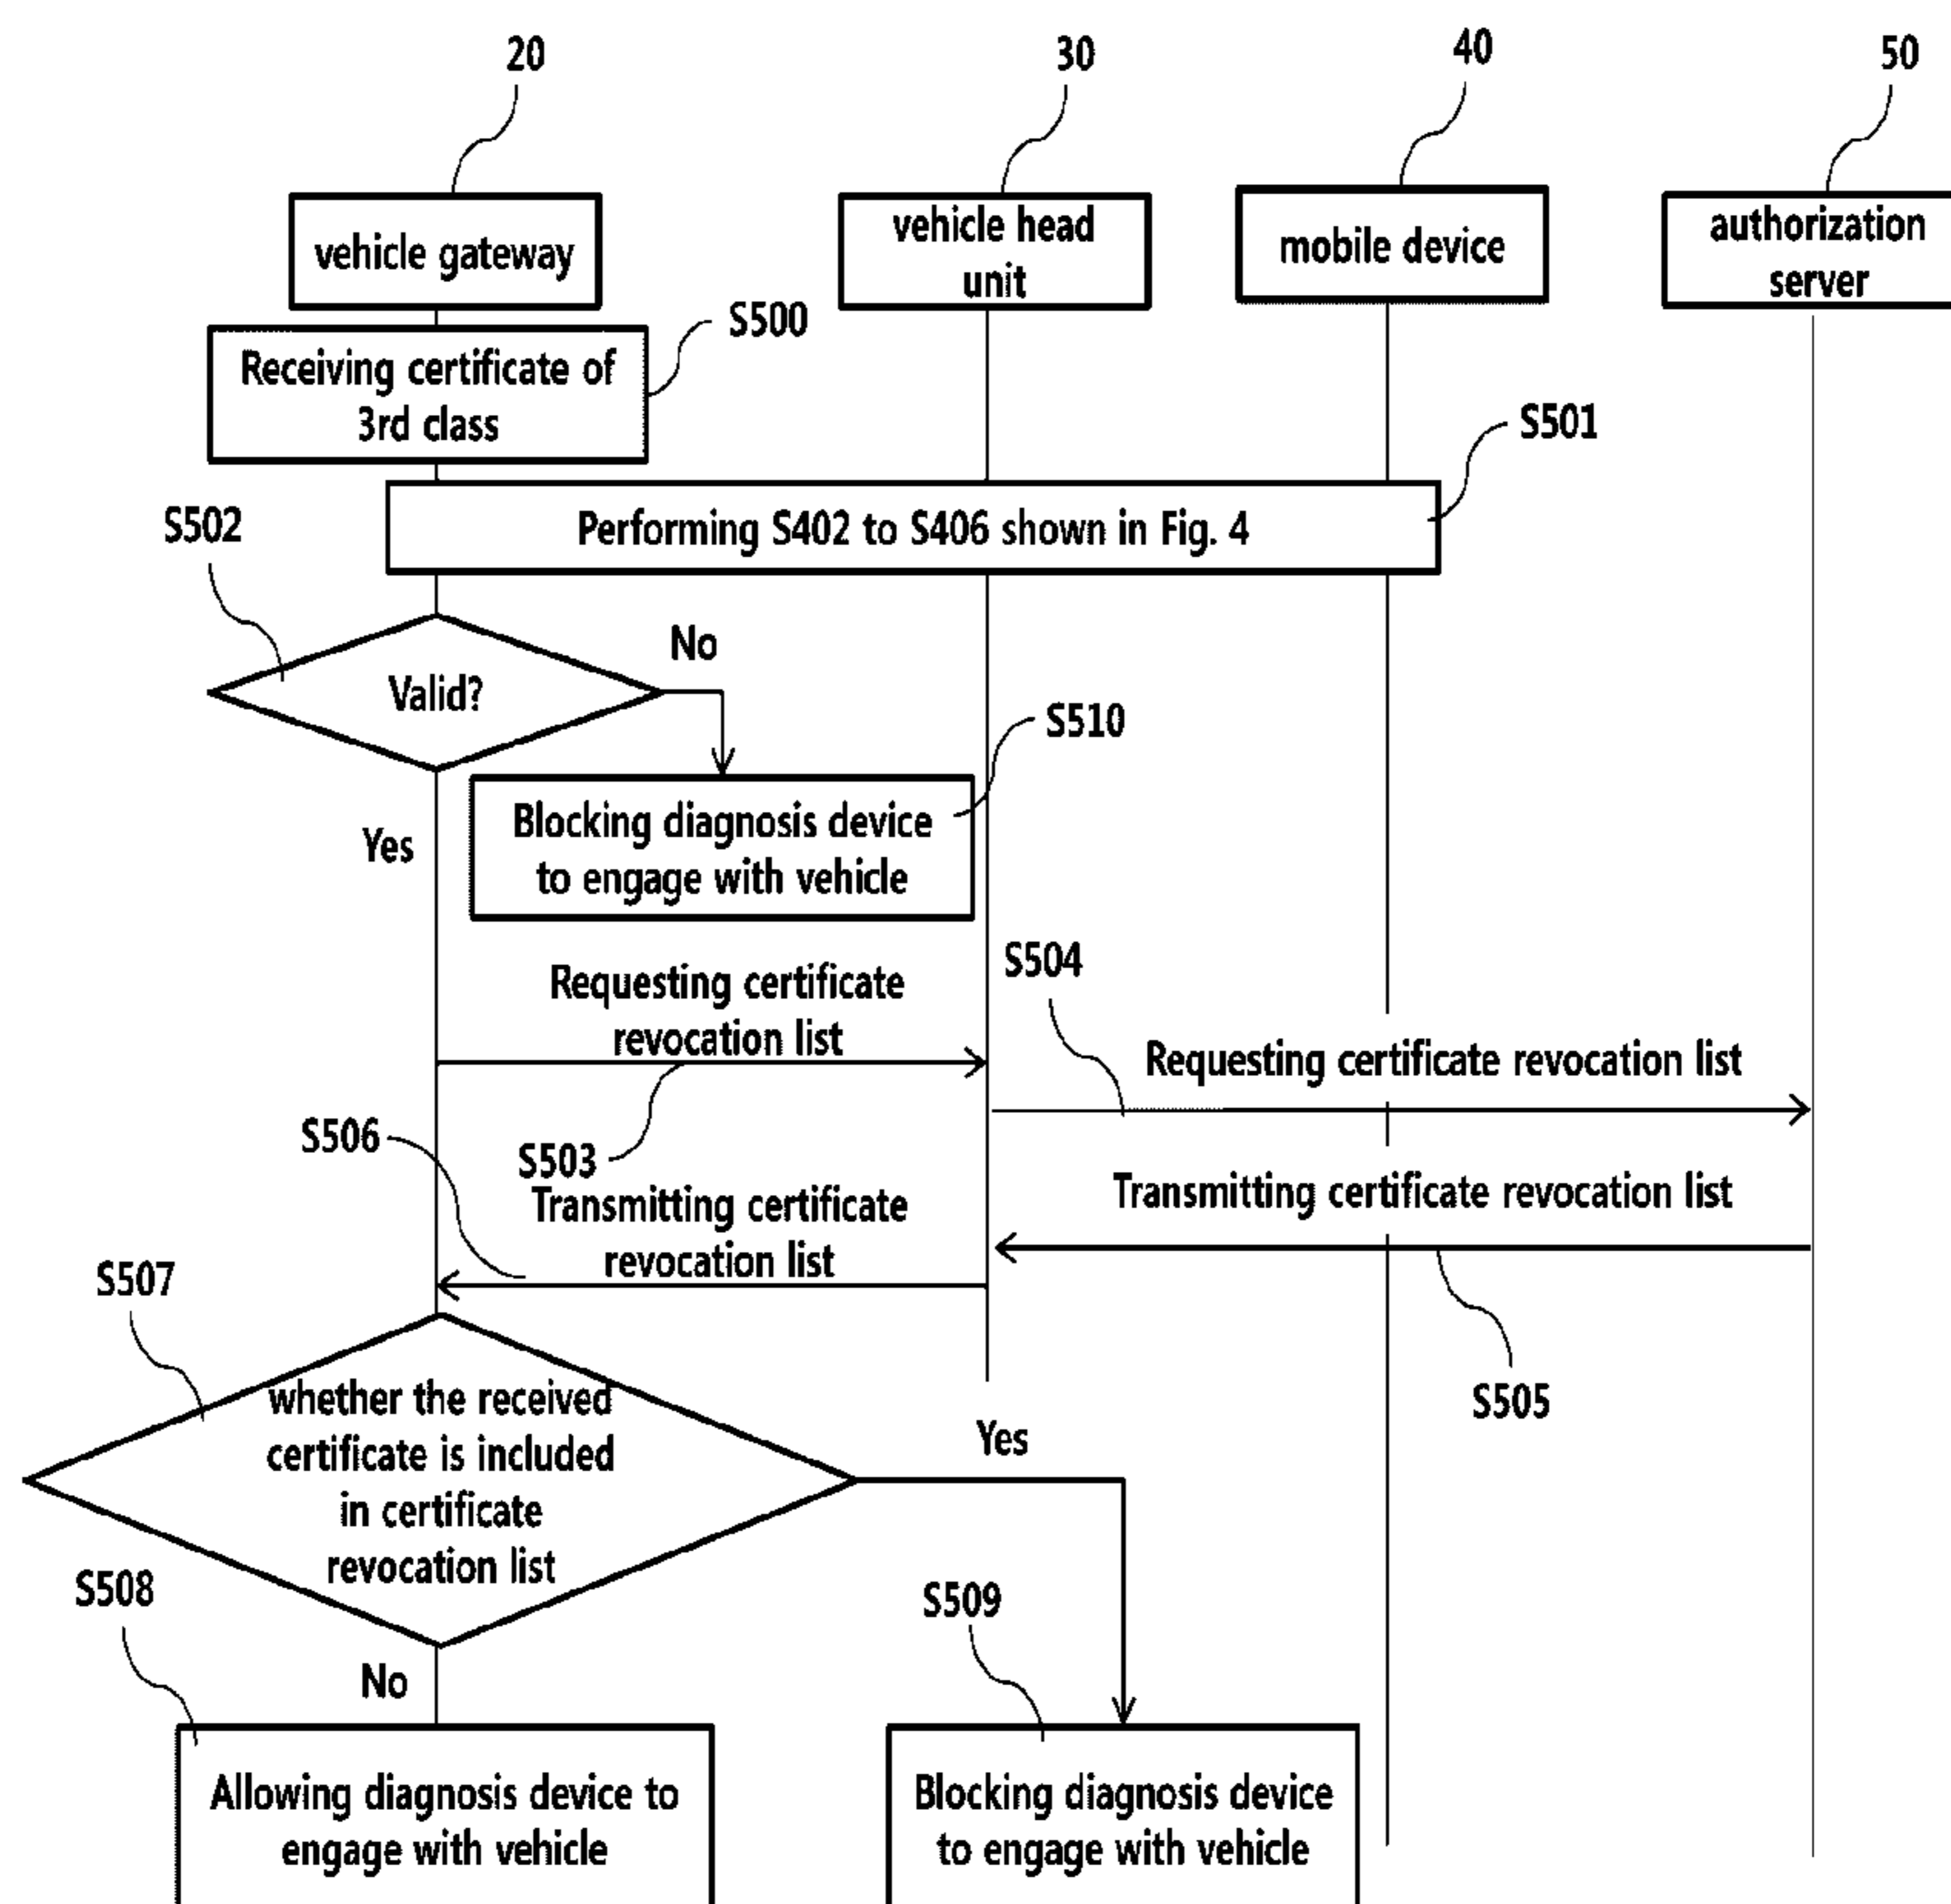 20
30
40
50
vehicle gateway
vehicle head
unit
mobile device
authorization
server
S500
Receiving certificate of
3rd class
S501
Performing S402 to S406 shown in Fig. 4
S502
No
Valid?
S510
Yes
Blocking diagnosis device
to engage with vehicle
Requesting certificate
revocation list
S504
Requesting certificate revocation list
S506
S503
Transmitting certificate
revocation list
Transmitting certificate revocation list
S507
S505
whether the received
certificate is included
in certificate
revocation list
Yes
S508
S509
No
Allowing diagnosis device to
engage with vehicle
Blocking diagnosis device
to engage with vehicle